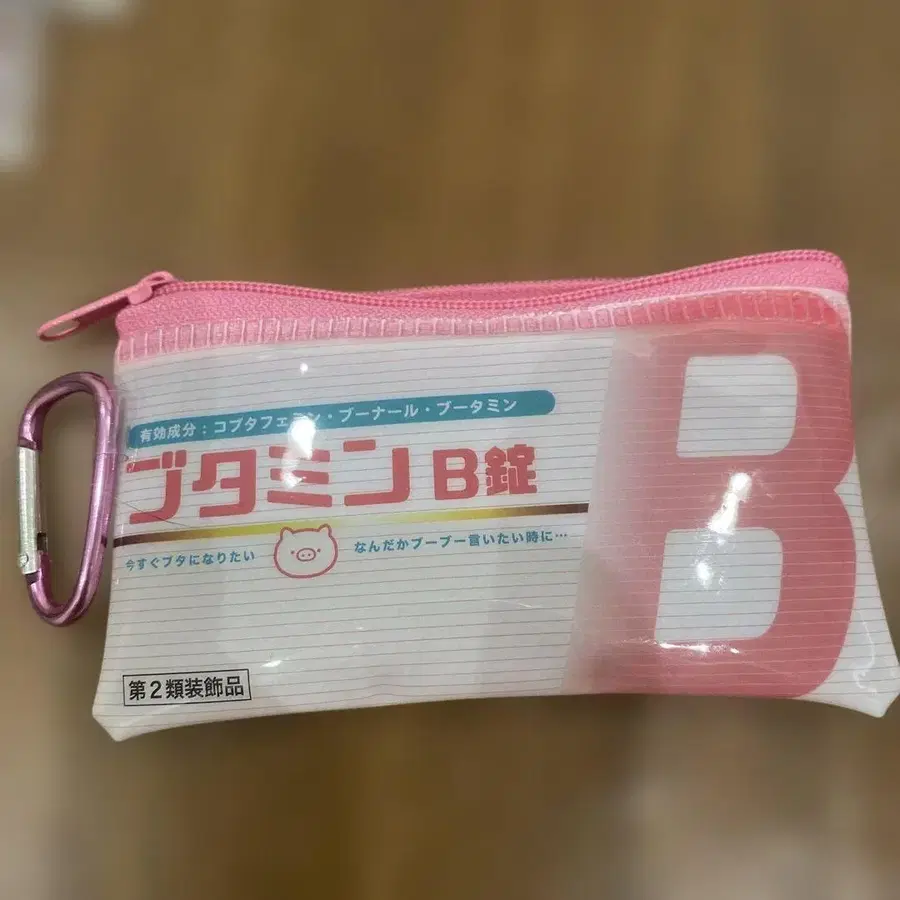 有効成分：コブタフェミン・ブーナール・ブータミン
ブタミンB錠
今すぐブタになりたい
なんだかブーブー言いたい時に…
第2類装飾品
B